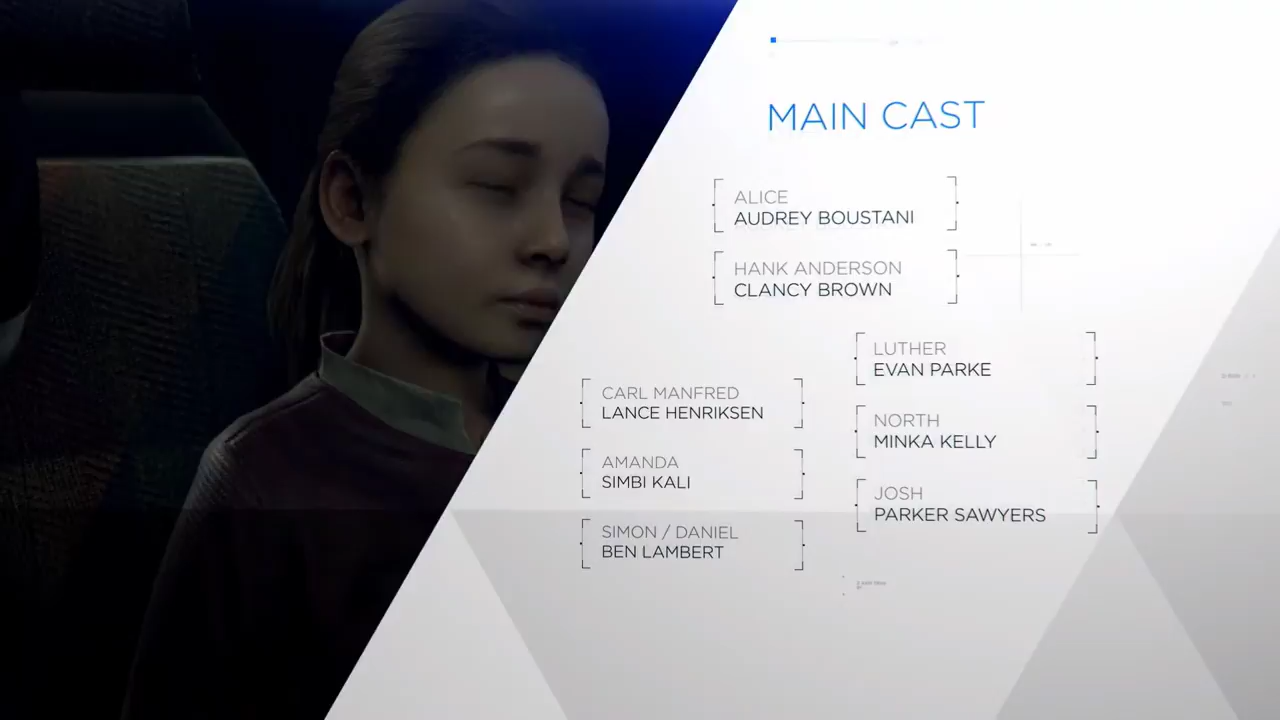 MAIN CAST
ALICE
AUDREY BOUSTANI
HANK ANDERSON
CLANCY BROWN
CARL MANFRED
LANCE HENRIKSEN
AMANDA
SIMBI KALI
SIMON / DANIEL
BEN LAMBERT
LUTHER
EVAN PARKE
NORTH
MINKA KELLY
JOSH
PARKER SAWYERS